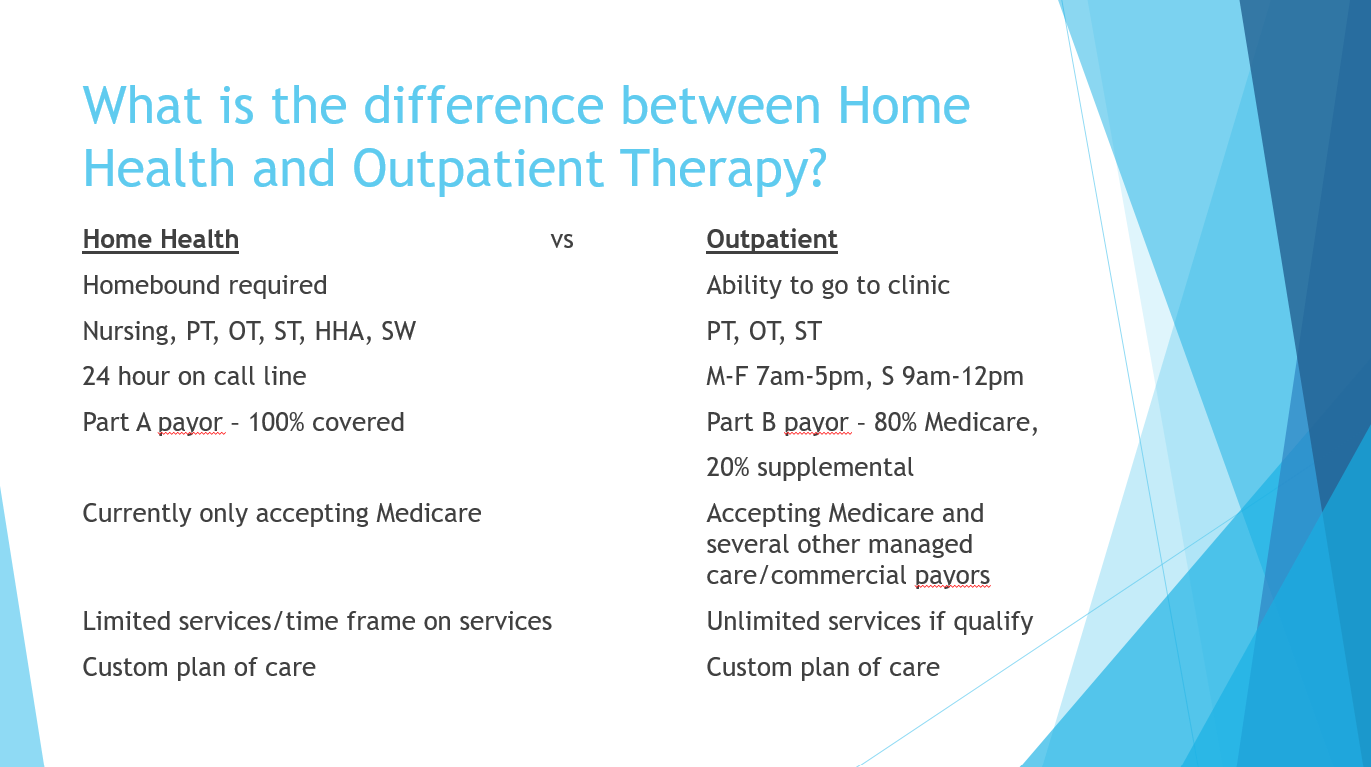 What is the difference between Home
Health and Outpatient Therapy?
Home Health vs Outpatient
Homebound required Ability to go to clinic
Nursing, PT, OT, ST, HHA, SW PT, OT, ST
24 hour on call line M-F 7am-5pm, S 9am-12pm
Part A payor – 100% covered Part B payor – 80% Medicare,
20% supplemental
Currently only accepting Medicare Accepting Medicare and
several other managed
care/commercial payors
Limited services/time frame on services Unlimited services if qualify
Custom plan of care Custom plan of care